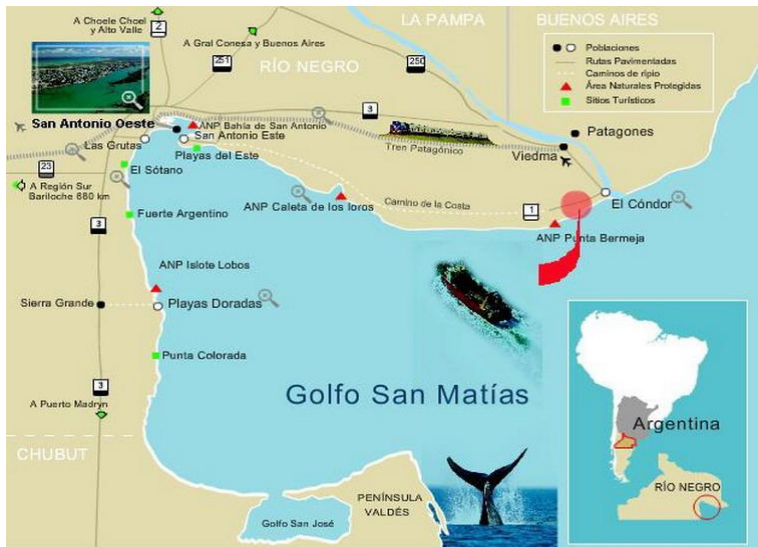 A Choele Choel
y Alto Valle
2
LA PAMPA
BUENOS AIRES
A Gral Conesa y Buenos Aires
251
RÍO NEGRO
250
Poblaciones
Rutas Pavimentadas
Caminos de ripio
Área Naturales Protegidas
Sitios Turísticos
3
San Antonio Oeste
ANP Bahía de San Antonio
San Antonio Este
Las Grutas
Playas del Este
Tren Patagónico
Patagones
Viedma
23
El Sótano
A Región Sur
Bariloche 680 km
ANP Caleta de los loros
Camino de la Costa
1
El Cóndor
Fuerte Argentino
3
ANP Punta Bermeja
ANP Islote Lobos
Sierra Grande
Playas Doradas
Punta Colorada
3
A Puerto Madryn
Golfo San Matías
Argentina
CHUBUT
RÍO NEGRO
PENÍNSULA
VALDÉS
Golfo San José